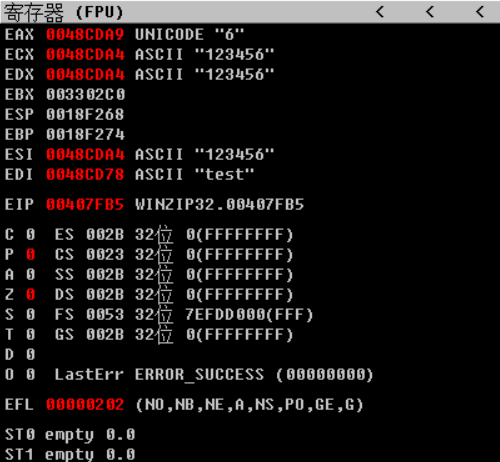 寄存器 (FPU) < < <
EAX 0048CDA9 UNICODE "6"
ECX 0048CDA4 ASCII "123456"
EDX 0048CDA4 ASCII "123456"
EBX 003302C0
ESP 0018F268
EBP 0018F274
ESI 0048CDA4 ASCII "123456"
EDI 0048CD78 ASCII "test"
EIP 00407FB5 WINZIP32.00407FB5
C 0 ES 002B 32位 0(FFFFFFFF)
P 0 CS 0023 32位 0(FFFFFFFF)
A 0 SS 002B 32位 0(FFFFFFFF)
Z 0 DS 002B 32位 0(FFFFFFFF)
S 0 FS 0053 32位 7EFDD000(FFF)
T 0 GS 002B 32位 0(FFFFFFFF)
D 0
O 0 LastErr ERROR_SUCCESS (00000000)
EFL 00000202 (NO,NB,NE,A,NS,PO,GE,G)
ST0 empty 0.0
ST1 empty 0.0